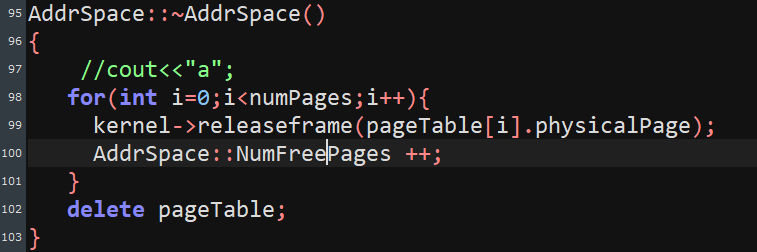 95 AddrSpace::~AddrSpace()
96 {
97 //cout<<"a";
98 for(int i=0;i<numPages;i++){
99 kernel->releaseframe(pageTable[i].physicalPage);
100 AddrSpace::NumFreePages ++;
101 }
102 delete pageTable;
103 }